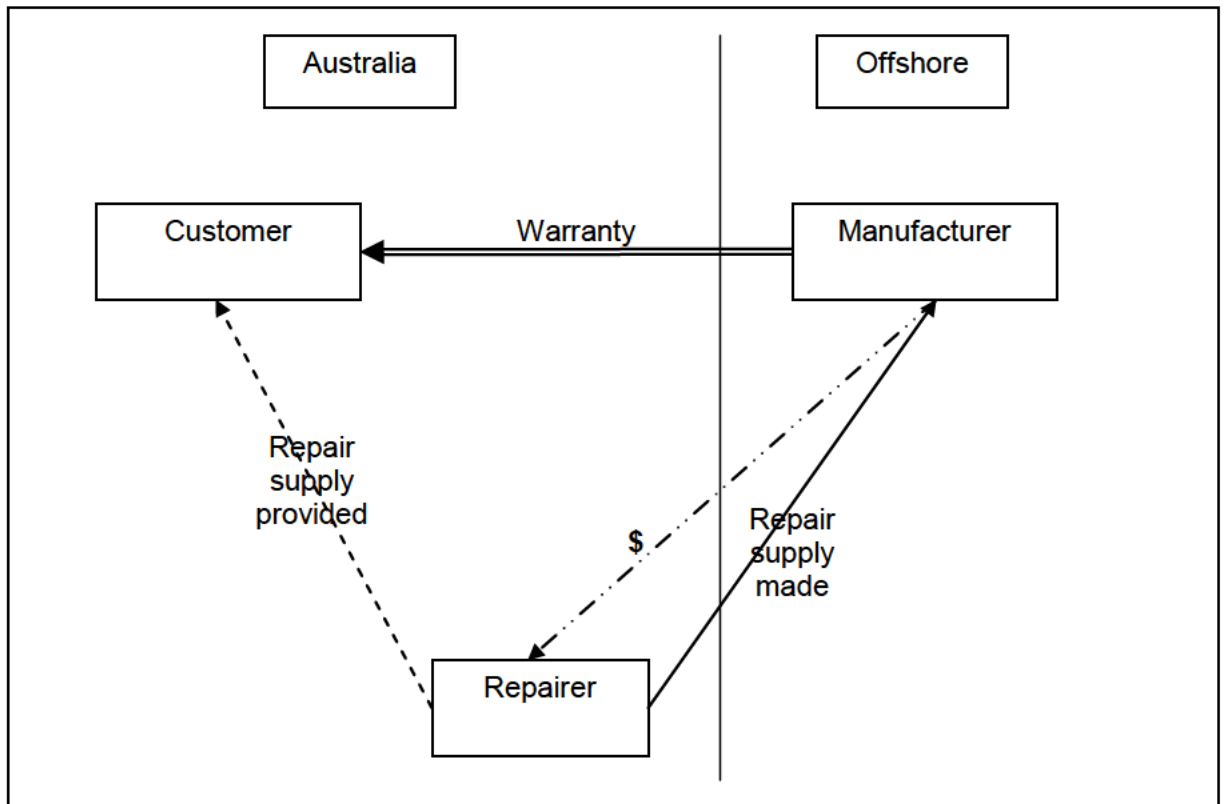 Australia
Offshore
Customer
Warranty
Manufacturer
Repair
supply
provided
$
Repair
supply
made
Repairer